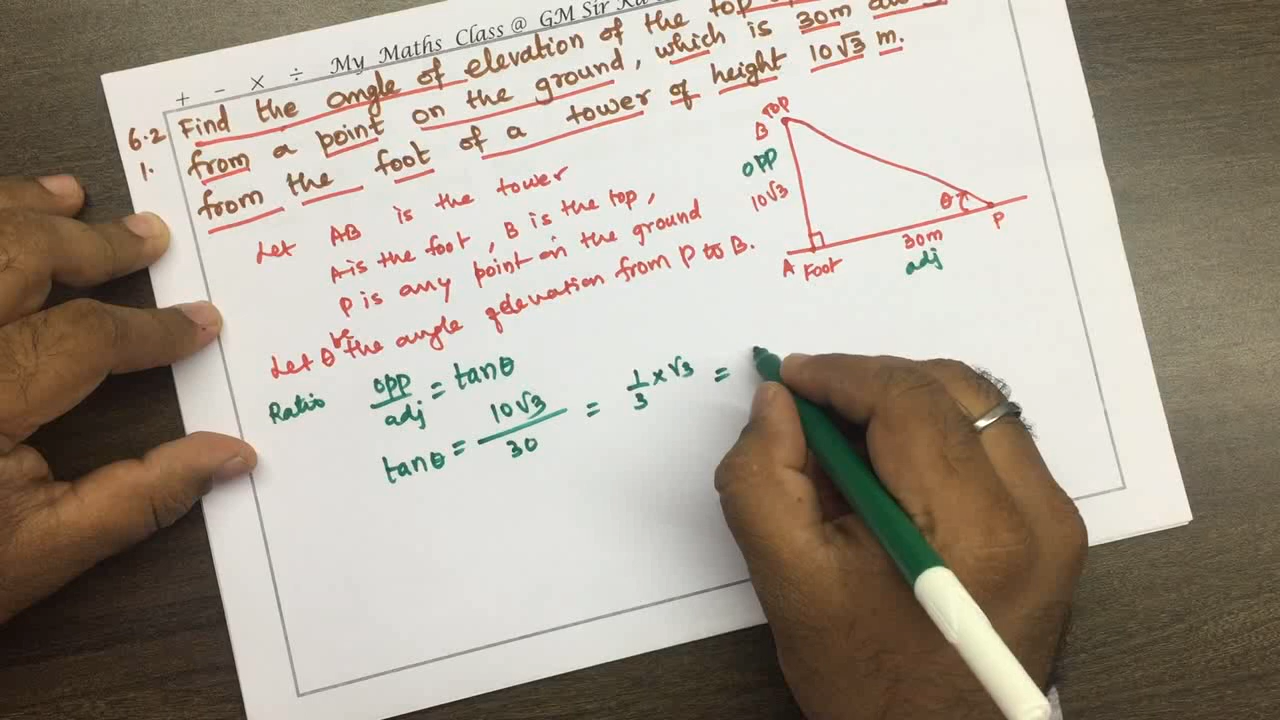 + − × ÷ My Maths Class @ GM Sir
6.2 Find the angle of elevation of the top
1. from a point on the ground, which is 30m
from the foot of a tower of height 10√3 m.
Let AB is the tower
A is the foot, B is the top,
P is any point on the ground
Let θ be the angle of elevation from P to B.
Ratio opp/adj = tanθ
tanθ = 10√3/30 = 1/3 × √3 =
B TOP
OPP
10√3
θ
P
30m
adj
A Foot